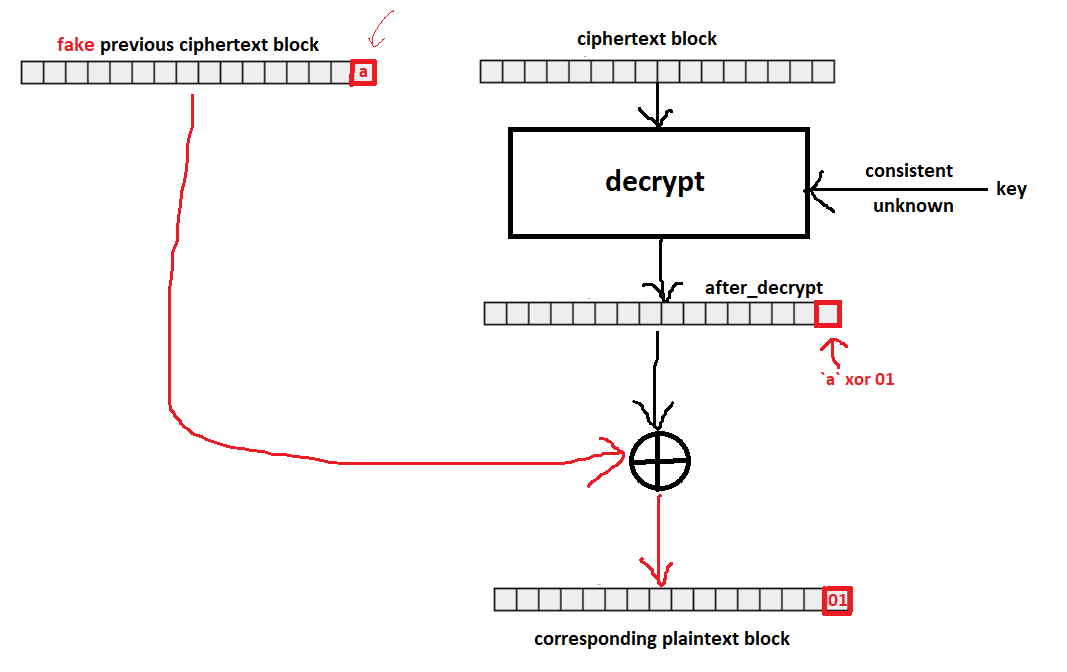 fake previous ciphertext block
a
ciphertext block
decrypt
consistent
unknown
key
after_decrypt
`a` xor 01
01
corresponding plaintext block